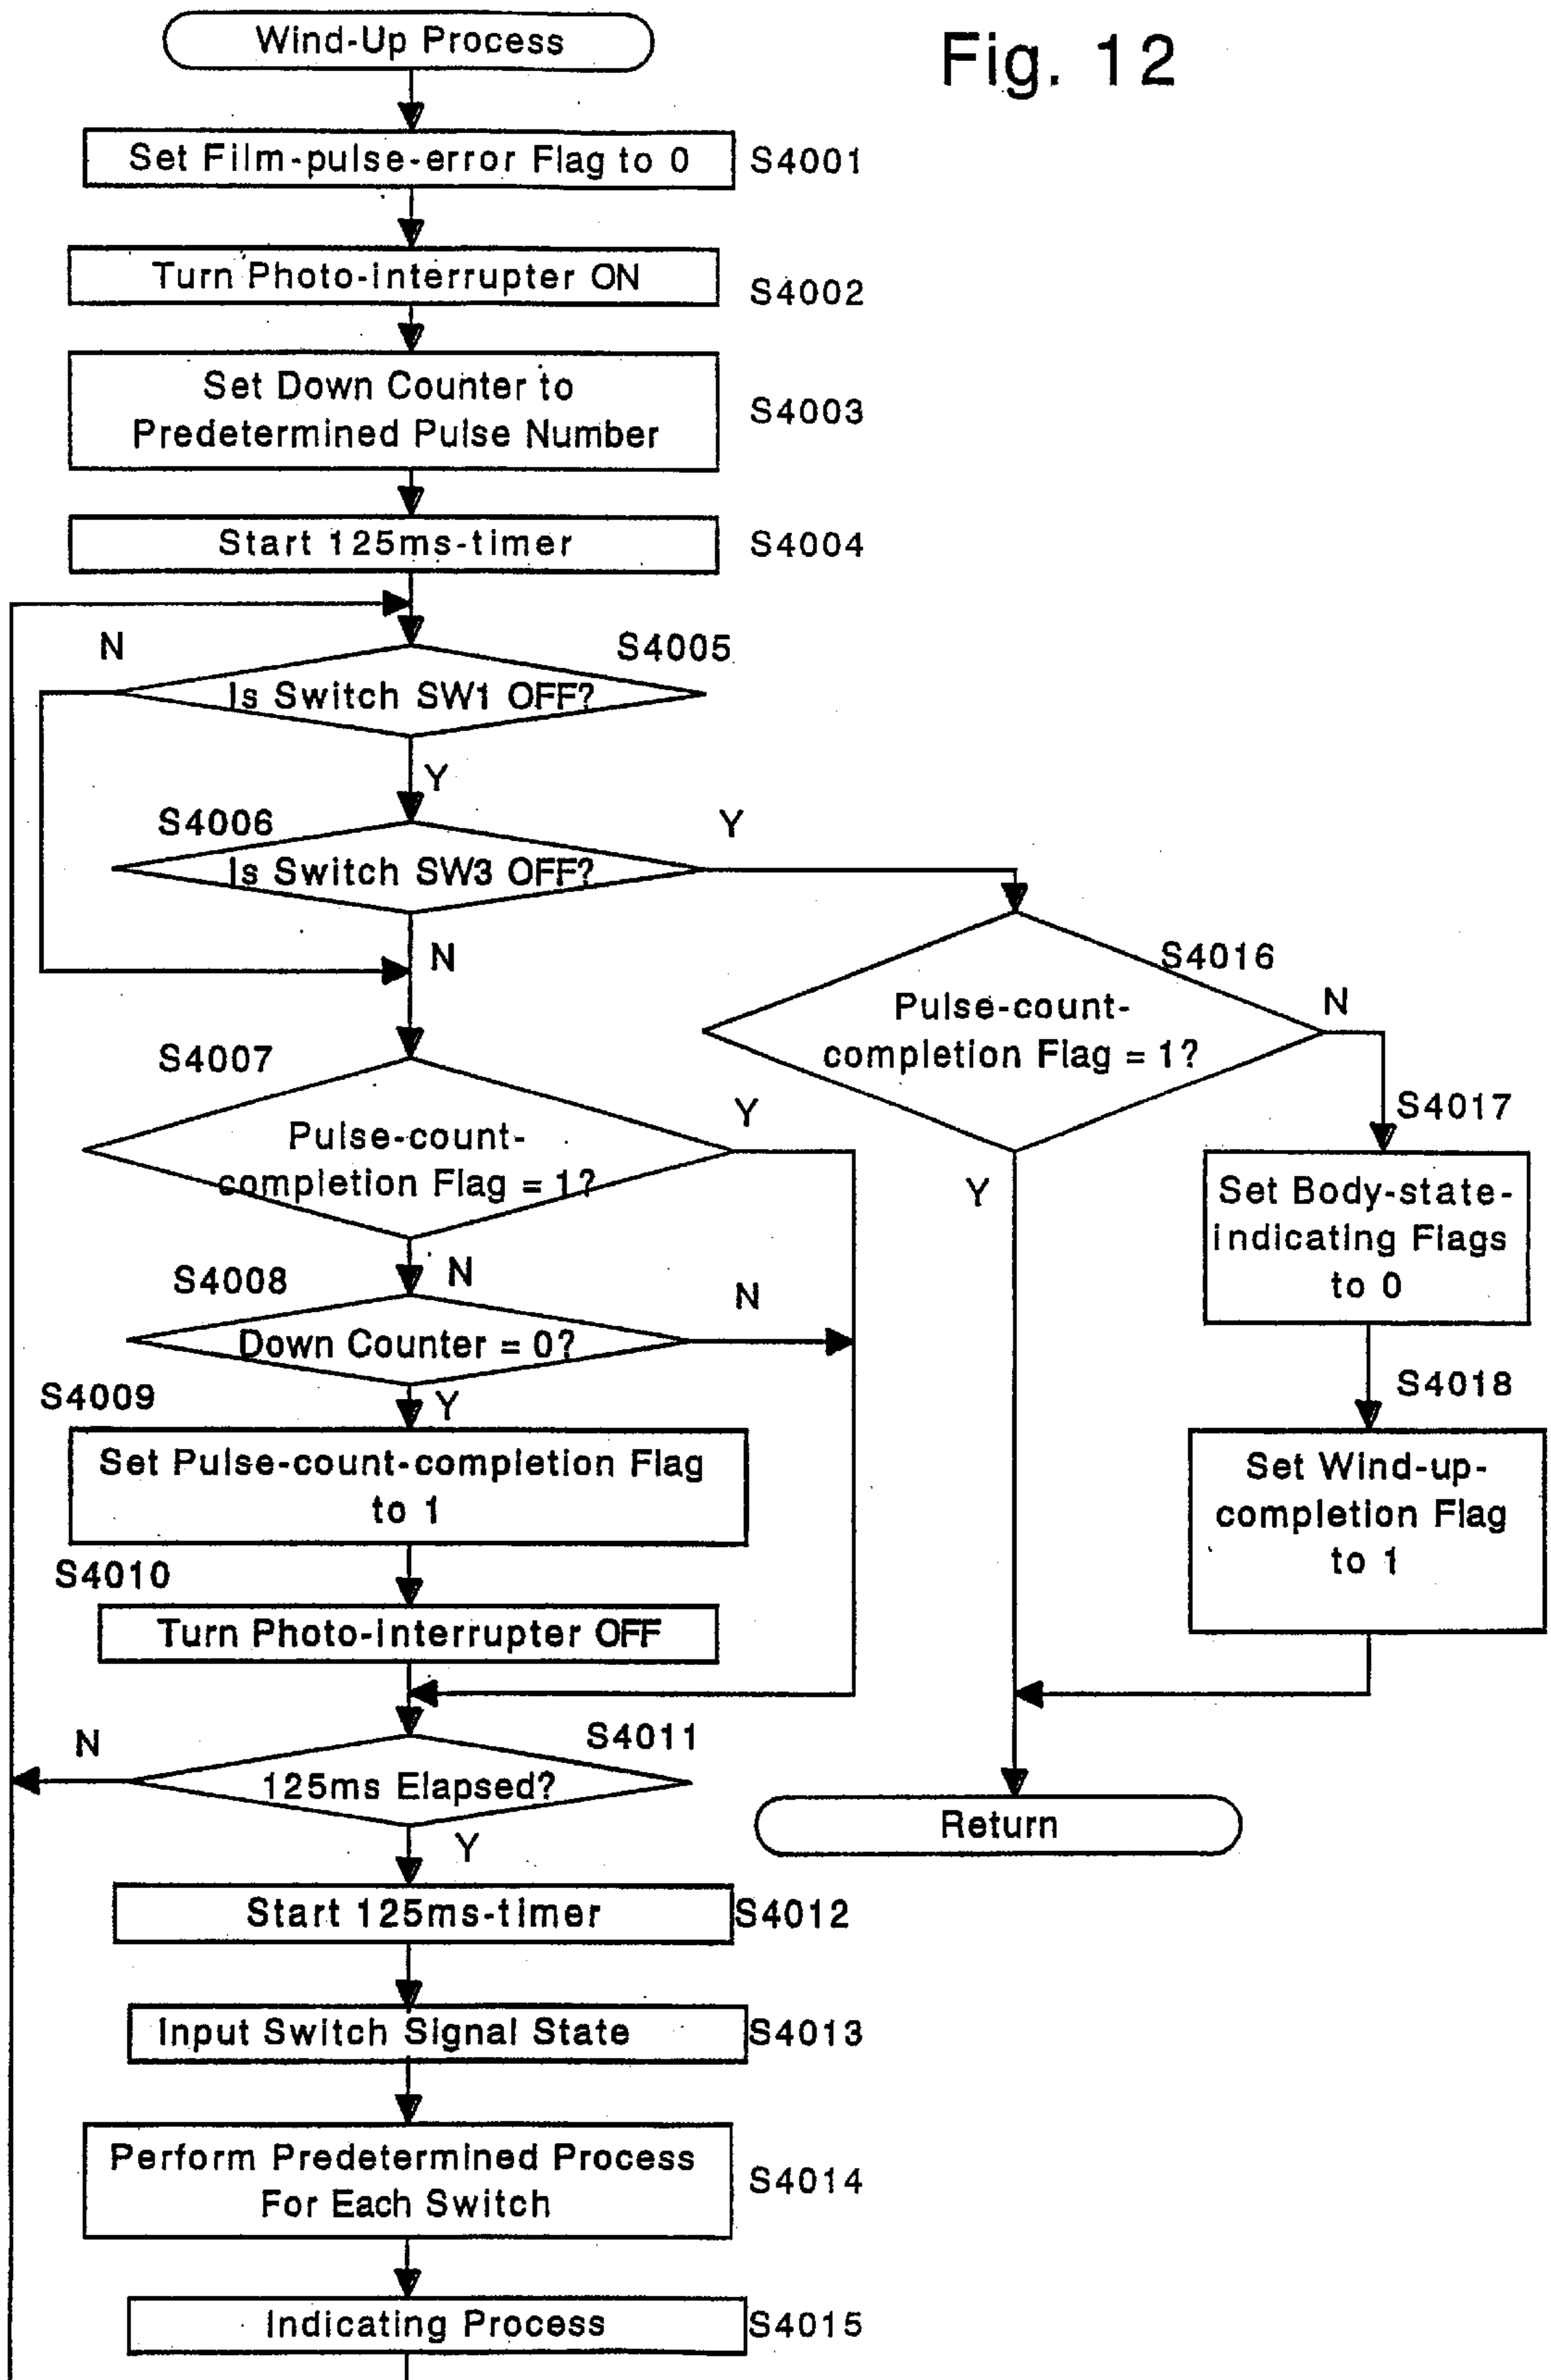 Wind-Up Process
Fig. 12
Set Film-pulse-error Flag to 0
S4001
Turn Photo-interrupter ON
S4002
Set Down Counter to
Predetermined Pulse Number
S4003
Start 125ms-timer
S4004
N
S4005
Is Switch SW1 OFF?
Y
S4006
Y
Is Switch SW3 OFF?
N
S4016
Pulse-count-
completion Flag = 1?
N
S4007
Y
Pulse-count-
completion Flag = 1?
S4017
Y
Set Body-state-
indicating Flags
to 0
N
S4008
N
Down Counter = 0?
S4018
S4009
Y
Set Pulse-count-completion Flag
to 1
Set Wind-up-
completion Flag
to 1
S4010
Turn Photo-Interrupter OFF
N
S4011
125ms Elapsed?
Y
Return
Start 125ms-timer
S4012
Input Switch Signal State
S4013
Perform Predetermined Process
For Each Switch
S4014
Indicating Process
S4015